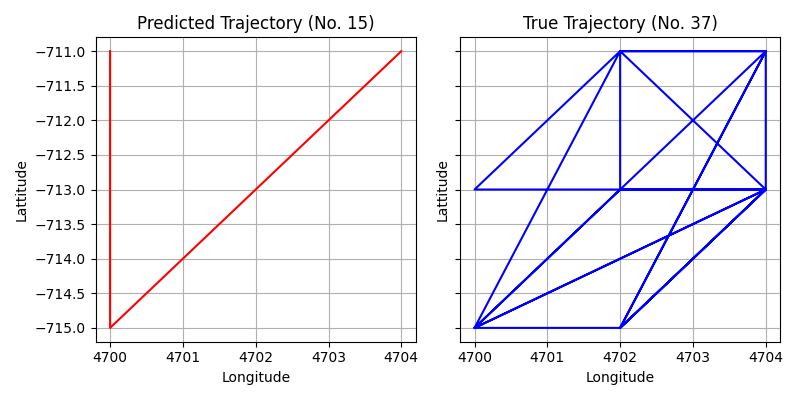 Predicted Trajectory (No. 15)
True Trajectory (No. 37)
Lattitude
−711.0
−711.5
−712.0
−712.5
−713.0
−713.5
−714.0
−714.5
−715.0
4700 4701 4702 4703 4704
Longitude
Lattitude
4700 4701 4702 4703 4704
Longitude